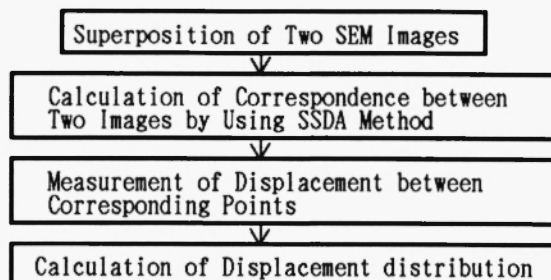 Superposition of Two SEM Images
Calculation of Correspondence between
Two Images by Using SSDA Method
Measurement of Displacement between
Corresponding Points
Calculation of Displacement distribution